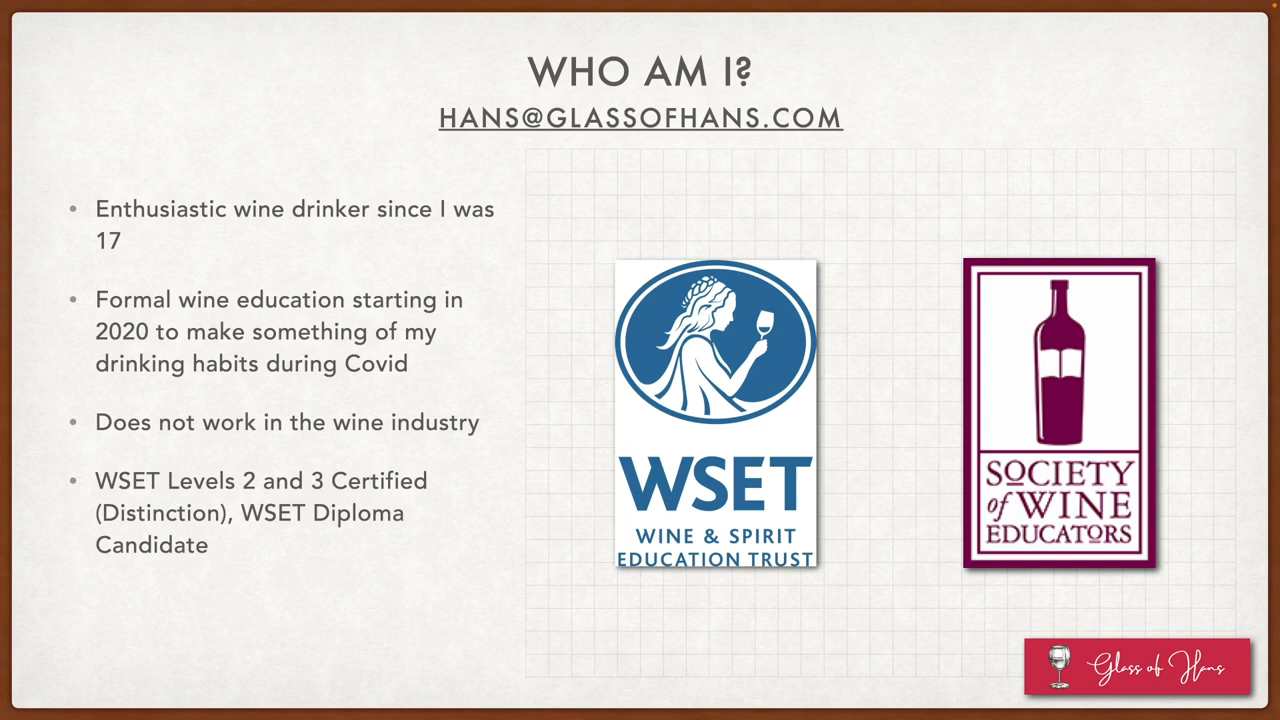 WHO AM I?
HANS@GLASSOFHANS.COM
• Enthusiastic wine drinker since I was
17
• Formal wine education starting in
2020 to make something of my
drinking habits during Covid
• Does not work in the wine industry
• WSET Levels 2 and 3 Certified
(Distinction), WSET Diploma
Candidate
WSET
WINE & SPIRIT
EDUCATION TRUST
SOCIETY
of WINE
EDUCATORS
Glass of Hans